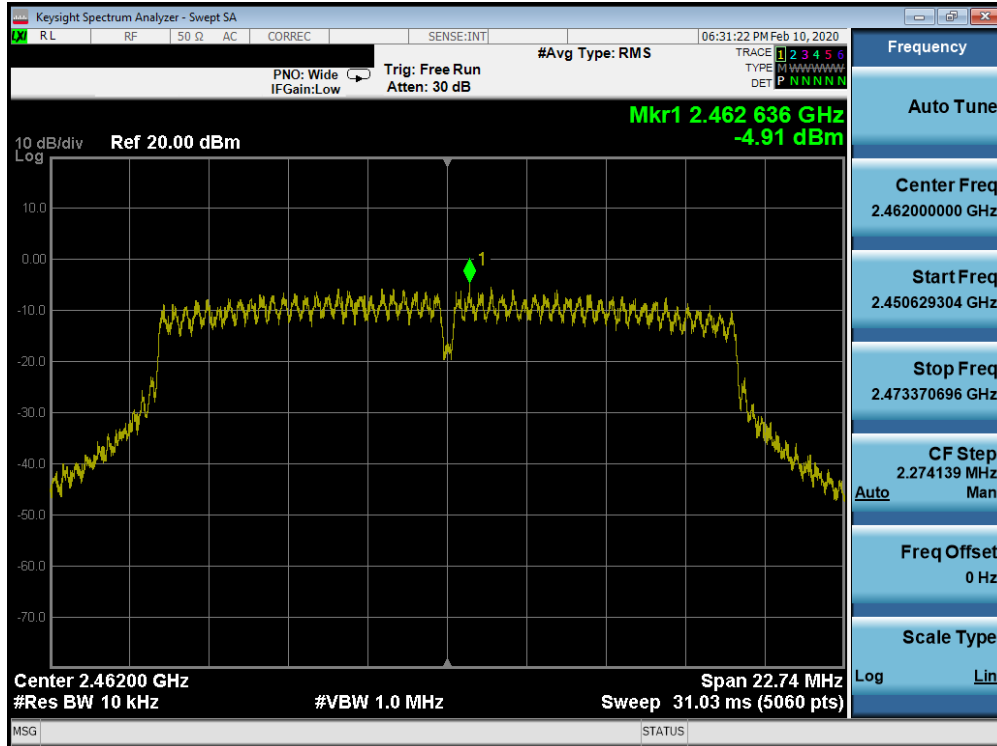 Keysight Spectrum Analyzer - Swept SA
LXI RL RF 50 Ω AC CORREC SENSE:INT 06:31:22 PM Feb 10, 2020
Frequency
#Avg Type: RMS
TRACE 1 2 3 4 5 6
PNO: Wide Trig: Free Run
TYPE M WWWWW
IFGain:Low Atten: 30 dB
DET P N N N N N
Auto Tune
Mkr1 2.462 636 GHz
-4.91 dBm
10 dB/div Ref 20.00 dBm
Log
Center Freq
2.462000000 GHz
10.0
0.00
1
Start Freq
2.450629304 GHz
-10.0
-20.0
Stop Freq
2.473370696 GHz
-30.0
-40.0
CF Step
2.274139 MHz
Auto Man
-50.0
Freq Offset
0 Hz
-60.0
-70.0
Scale Type
Log Lin
Center 2.46200 GHz Span 22.74 MHz
#Res BW 10 kHz #VBW 1.0 MHz Sweep 31.03 ms (5060 pts)
MSG STATUS